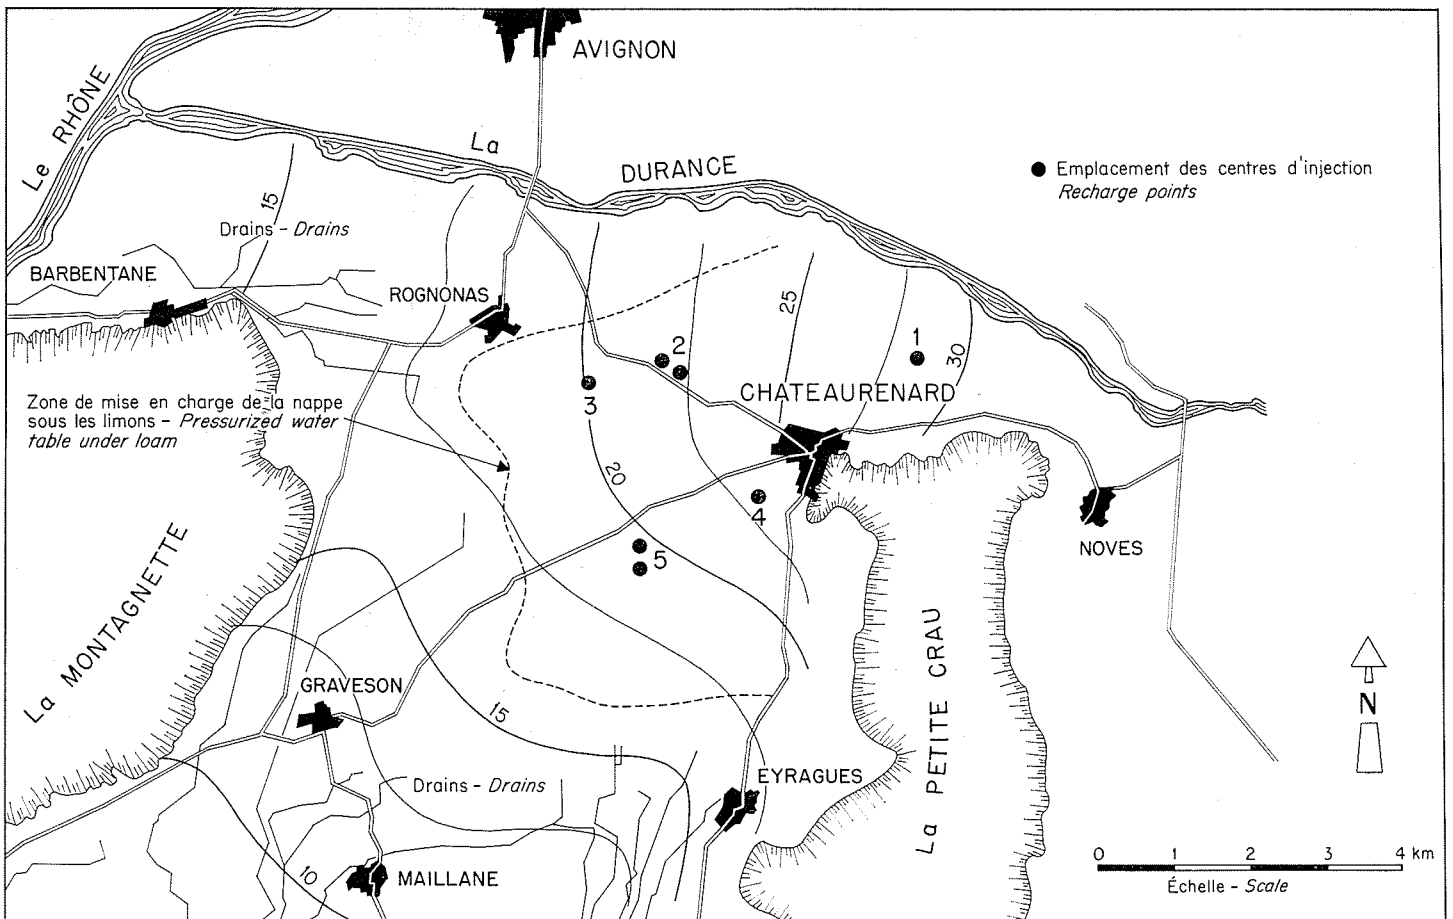 AVIGNON
Le RHÔNE
La
DURANCE
Emplacement des centres d'injection
Recharge points
15
Drains – Drains
BARBENTANE
ROGNONAS
25
1
30
2
3
CHATEAURENARD
Zone de mise en charge de la nappe
sous les limons – Pressurized water
table under loam
20
4
5
NOVES
La MONTAGNETTE
La PETITE CRAU
N
GRAVESON
15
EYRAGUES
Drains – Drains
10
MAILLANE
0 1 2 3 4 km
Échelle – Scale